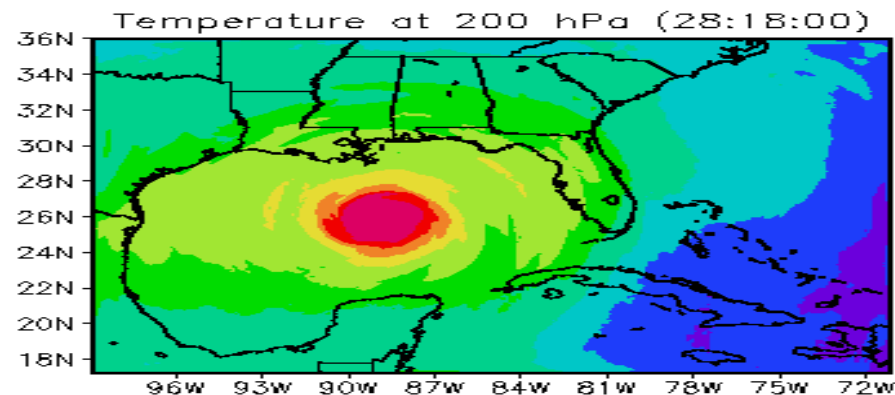 Temperature at 200 hPa (28:18:00)
36N
34N
32N
30N
28N
26N
24N
22N
20N
18N
96W 93W 90W 87W 84W 81W 78W 75W 72W